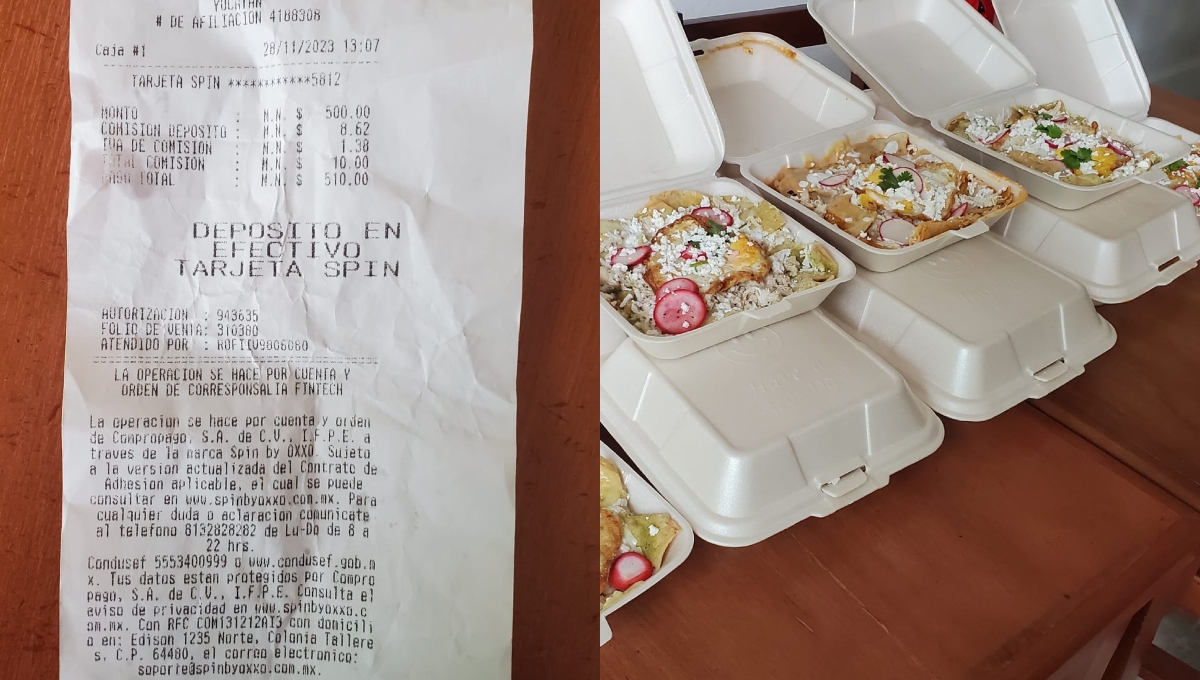 YUCATAN
# DE AFILIACION 4188308
Caja #1 28/11/2023 13:07
TARJETA SPIN ************5812
MONTO : M.N. $ 500.00
COMISION DEPOSITO : M.N. $ 8.62
IVA DE COMISION : M.N. $ 1.38
TOTAL COMISION : M.N. $ 10.00
PAGO TOTAL : M.N. $ 510.00
DEPOSITO EN
EFECTIVO
TARJETA SPIN
AUTORIZACION : 943635
FOLIO DE VENTA: 310380
ATENDIDO POR :
LA OPERACION SE HACE POR CUENTA Y
ORDEN DE CORRESPONSALIA FINTECH
La operacion se hace por cuenta y orden
de Compropago, S.A. de C.V., I.F.P.E. a
traves de la marca Spin by OXXO. Sujeto
a la version actualizada del Contrato de
Adhesion aplicable, el cual se puede
consultar en www.spinbyoxxo.com.mx. Para
cualquier duda o aclaracion comunicate
al telefono 8132828282 de Lu-Do de 8 a
22 hrs.
Condusef 5553400999 o www.condusef.gob.m
x. Tus datos estan protegidos por Compro
pago, S.A. de C.V., I.F.P.E. Consulta el
aviso de privacidad en www.spinbyoxxo.c
om.mx. Con RFC COM131212AI3 con domicili
o en: Edison 1235 Norte, Colonia Tallere
s, C.P. 64480, el correo electronico:
soporte@spinbyoxxo.com.mx.